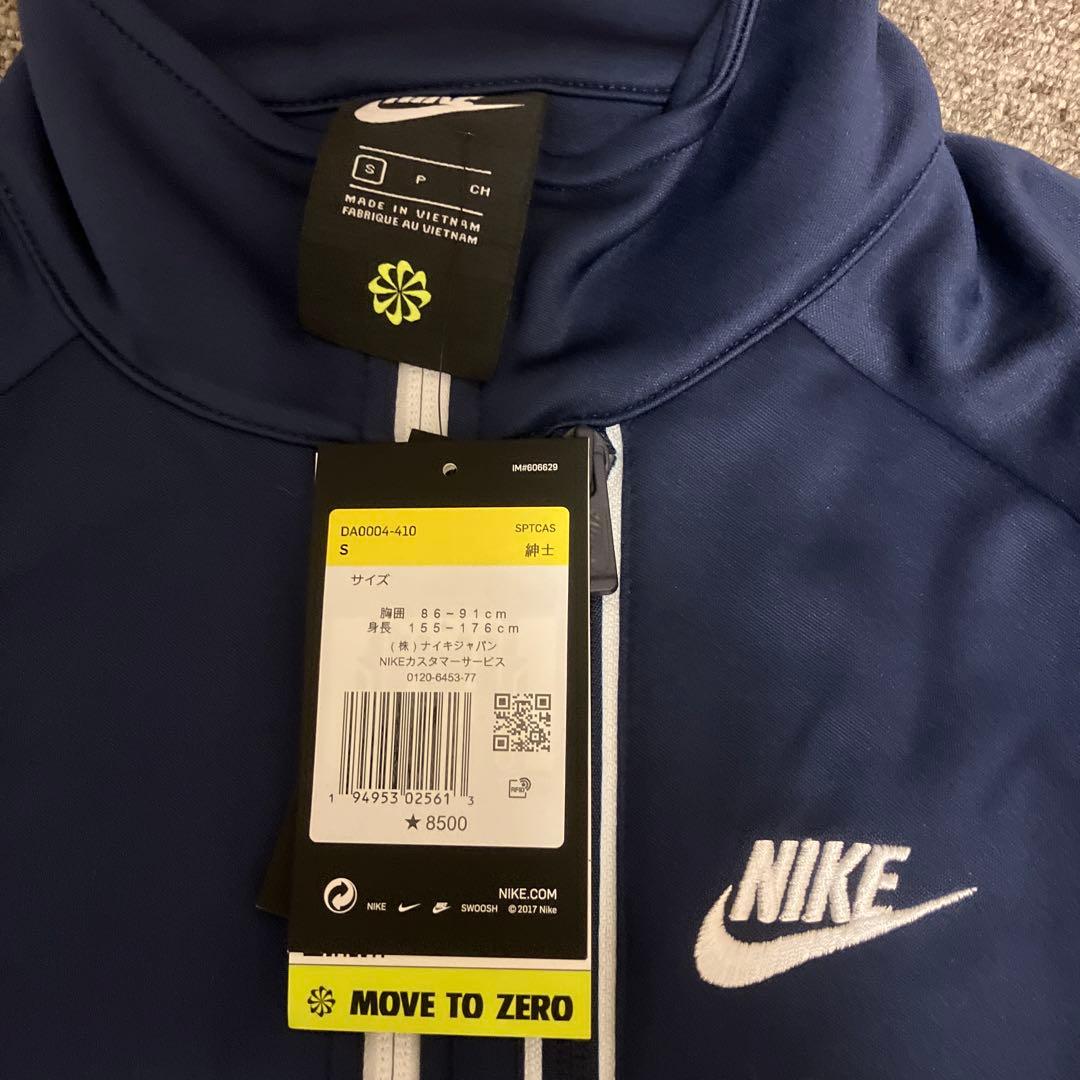 S P CH
MADE IN VIETNAM
FABRIQUE AU VIETNAM
IM#606629
DA0004-410 SPTCAS
S 紳士
サイズ
胸囲 86-91cm
身長 155-176cm
(株)ナイキジャパン
NIKEカスタマーサービス
0120-6453-77
RFID
1 94953 02561 3
★8500
NIKE.COM
NIKE SWOOSH © 2017 Nike
MOVE TO ZERO
NIKE